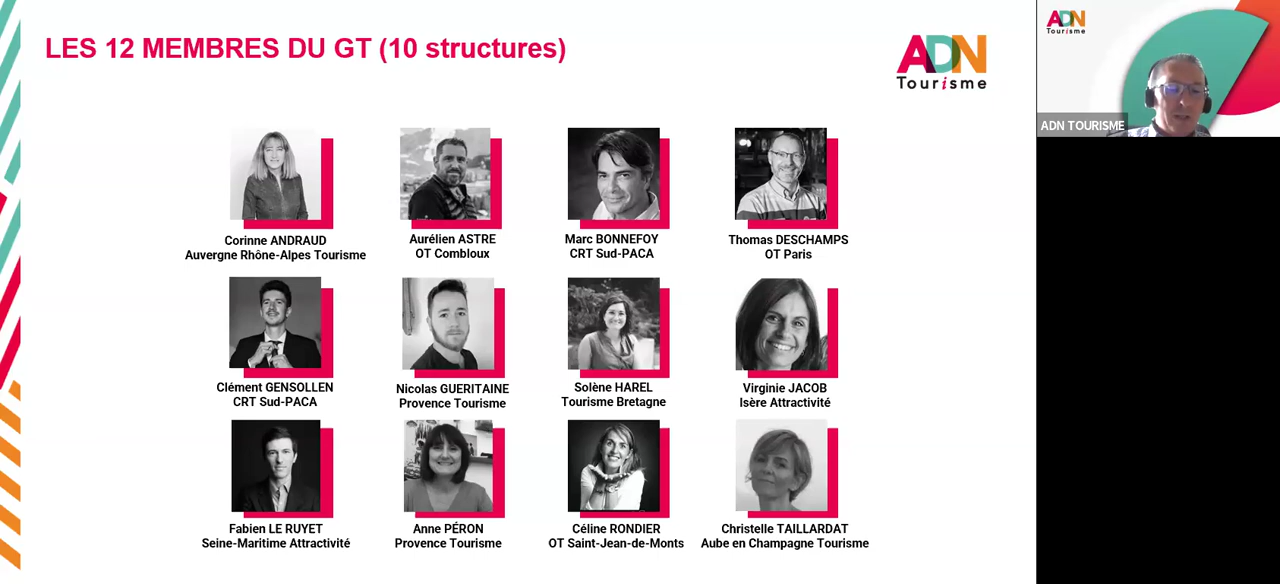 LES 12 MEMBRES DU GT (10 structures)
ADN
Tourisme
ADN
Tourisme
ADN TOURISME
Corinne ANDRAUD
Auvergne Rhône-Alpes Tourisme
Aurélien ASTRE
OT Combloux
Marc BONNEFOY
CRT Sud-PACA
Thomas DESCHAMPS
OT Paris
Clément GENSOLLEN
CRT Sud-PACA
Nicolas GUERITAINE
Provence Tourisme
Solène HAREL
Tourisme Bretagne
Virginie JACOB
Isère Attractivité
Fabien LE RUYET
Seine-Maritime Attractivité
Anne PÉRON
Provence Tourisme
Céline RONDIER
OT Saint-Jean-de-Monts
Christelle TAILLARDAT
Aube en Champagne Tourisme